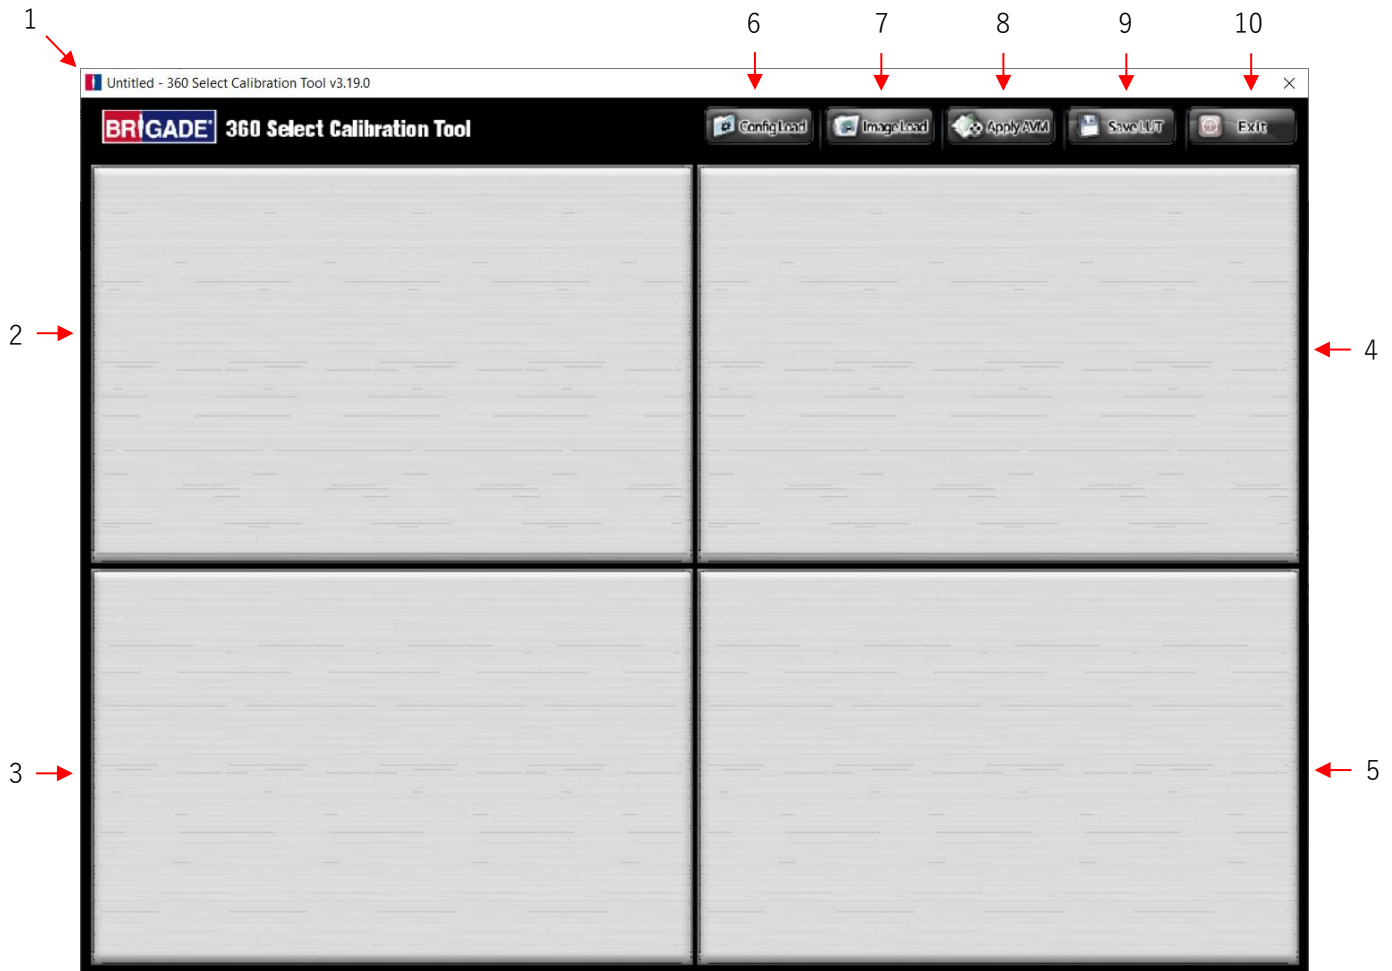 1
6
7
8
9
10
Untitled - 360 Select Calibration Tool v3.19.0
BRIGADE 360 Select Calibration Tool
Config Load
Image Load
Apply AVM
Save LUT
Exit
2
4
3
5